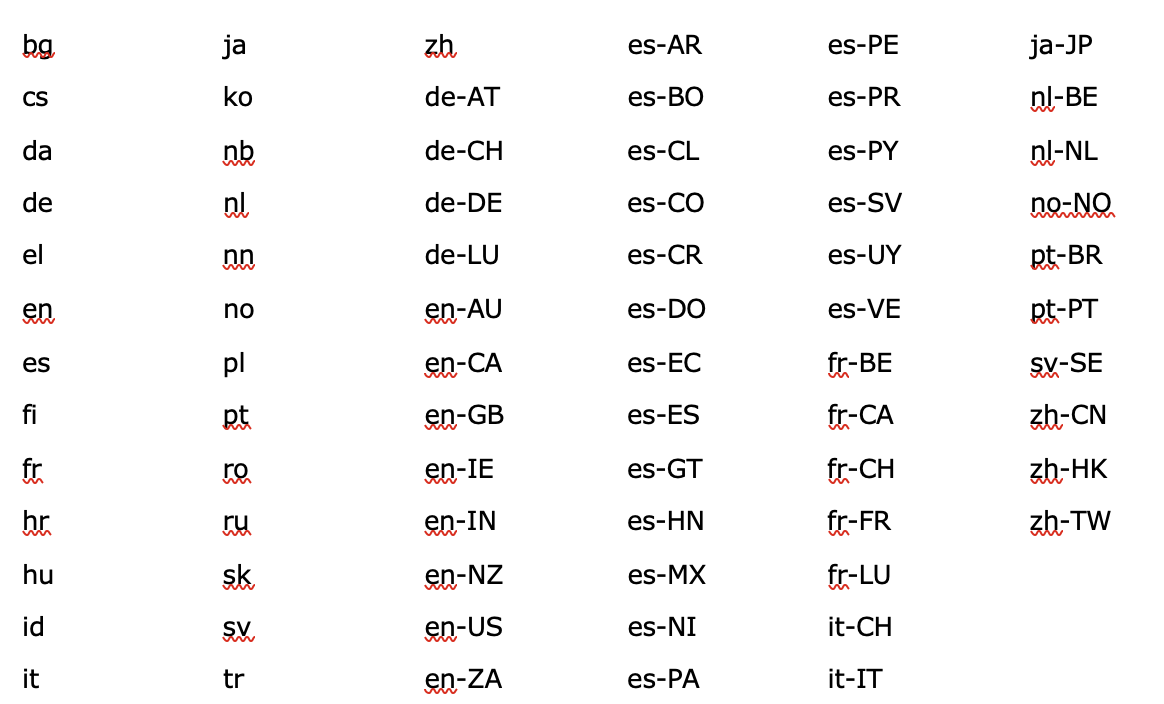 bg ja zh es-AR es-PE ja-JP
cs ko de-AT es-BO es-PR nl-BE
da nb de-CH es-CL es-PY nl-NL
de nl de-DE es-CO es-SV no-NO
el nn de-LU es-CR es-UY pt-BR
en no en-AU es-DO es-VE pt-PT
es pl en-CA es-EC fr-BE sv-SE
fi pt en-GB es-ES fr-CA zh-CN
fr ro en-IE es-GT fr-CH zh-HK
hr ru en-IN es-HN fr-FR zh-TW
hu sk en-NZ es-MX fr-LU
id sv en-US es-NI it-CH
it tr en-ZA es-PA it-IT